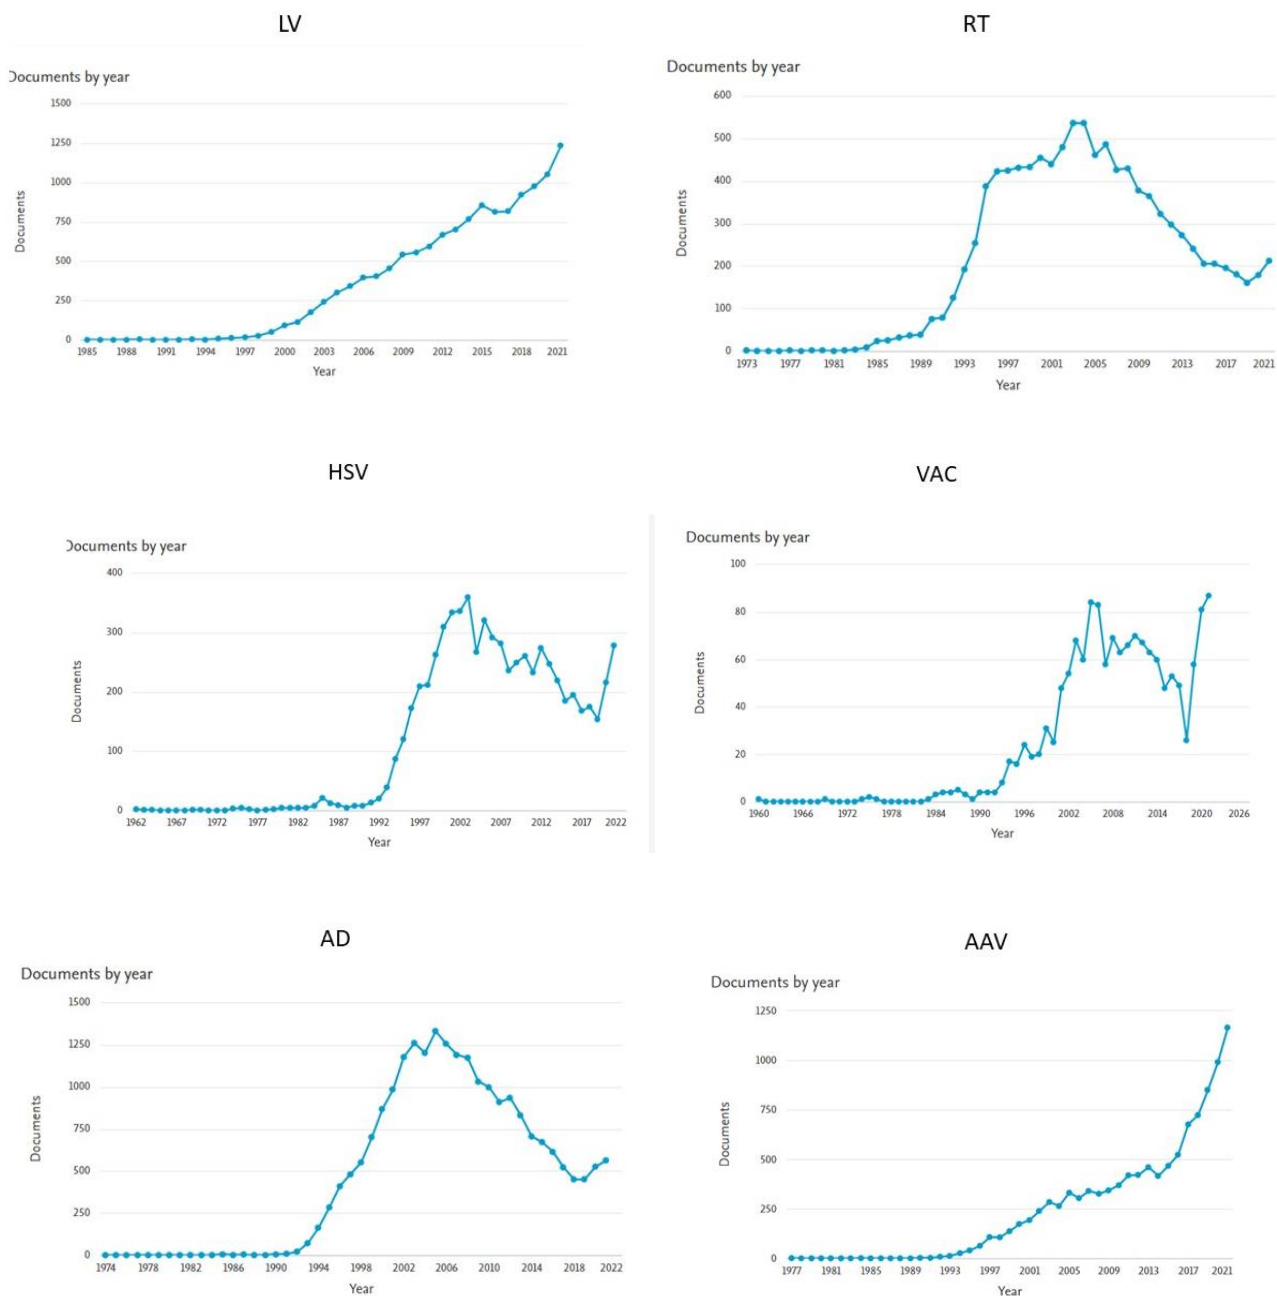 LV
Documents by year
1500
1250
1000
750
500
250
0
Documents
1985 1988 1991 1994 1997 2000 2003 2006 2009 2012 2015 2018 2021
Year
RT
Documents by year
600
500
400
300
200
100
0
Documents
1973 1977 1981 1985 1989 1993 1997 2001 2005 2009 2013 2017 2021
Year
HSV
Documents by year
400
300
200
100
0
Documents
1962 1967 1972 1977 1982 1987 1992 1997 2002 2007 2012 2017 2022
Year
VAC
Documents by year
100
80
60
40
20
0
Documents
1960 1966 1972 1978 1984 1990 1996 2002 2008 2014 2020 2026
Year
AD
Documents by year
1500
1250
1000
750
500
250
0
Documents
1974 1978 1982 1986 1990 1994 1998 2002 2006 2010 2014 2018 2022
Year
AAV
Documents by year
1250
1000
750
500
250
0
Documents
1977 1981 1985 1989 1993 1997 2001 2005 2009 2013 2017 2021
Year